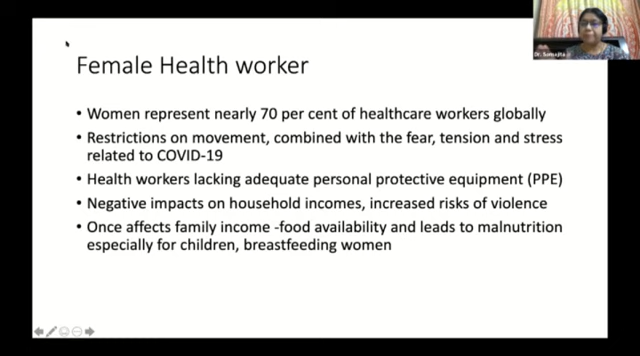 Female Health worker
• Women represent nearly 70 per cent of healthcare workers globally
• Restrictions on movement, combined with the fear, tension and stress
related to COVID-19
• Health workers lacking adequate personal protective equipment (PPE)
• Negative impacts on household incomes, increased risks of violence
• Once affects family income -food availability and leads to malnutrition
especially for children, breastfeeding women
Dr.